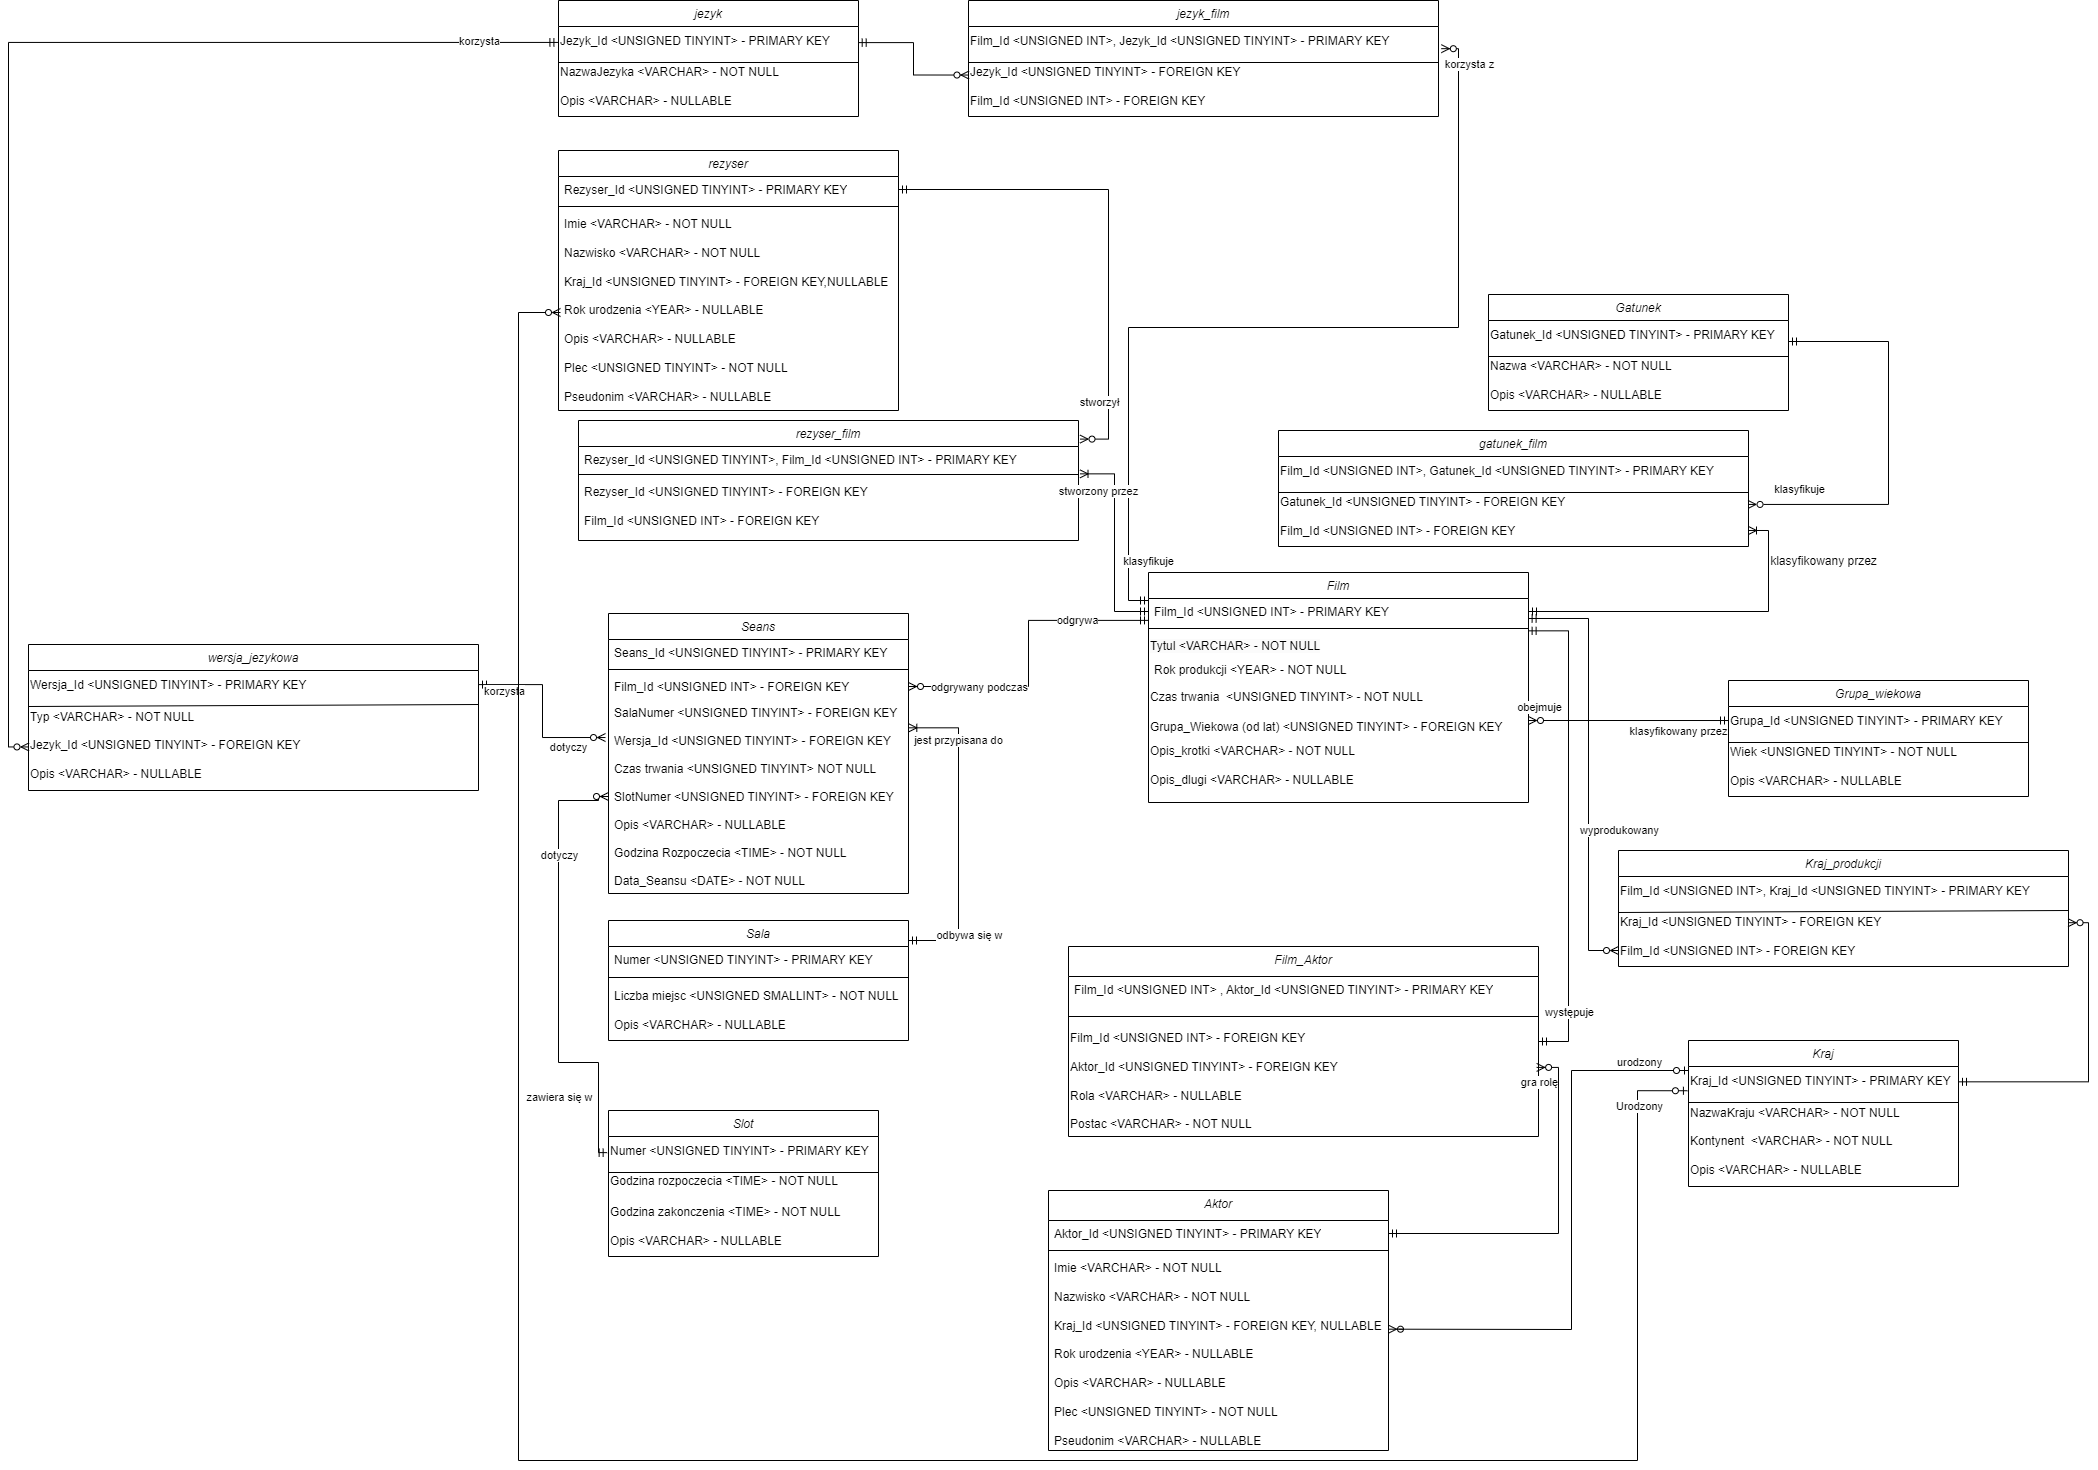 jezyk
korzysta
Jezyk_Id <UNSIGNED TINYINT> - PRIMARY KEY
NazwaJezyka <VARCHAR> - NOT NULL
Opis <VARCHAR> - NULLABLE
jezyk_film
Film_Id <UNSIGNED INT>, Jezyk_Id <UNSIGNED TINYINT> - PRIMARY KEY
Jezyk_Id <UNSIGNED TINYINT> - FOREIGN KEY
Film_Id <UNSIGNED INT> - FOREIGN KEY
korzysta z
rezyser
Rezyser_Id <UNSIGNED TINYINT> - PRIMARY KEY
Imie <VARCHAR> - NOT NULL
Nazwisko <VARCHAR> - NOT NULL
Kraj_Id <UNSIGNED TINYINT> - FOREIGN KEY,NULLABLE
Rok urodzenia <YEAR> - NULLABLE
Opis <VARCHAR> - NULLABLE
Plec <UNSIGNED TINYINT> - NOT NULL
Pseudonim <VARCHAR> - NULLABLE
stworzył
rezyser_film
Rezyser_Id <UNSIGNED TINYINT>, Film_Id <UNSIGNED INT> - PRIMARY KEY
Rezyser_Id <UNSIGNED TINYINT> - FOREIGN KEY
Film_Id <UNSIGNED INT> - FOREIGN KEY
stworzony przez
Gatunek
Gatunek_Id <UNSIGNED TINYINT> - PRIMARY KEY
Nazwa <VARCHAR> - NOT NULL
Opis <VARCHAR> - NULLABLE
gatunek_film
Film_Id <UNSIGNED INT>, Gatunek_Id <UNSIGNED TINYINT> - PRIMARY KEY
Gatunek_Id <UNSIGNED TINYINT> - FOREIGN KEY
Film_Id <UNSIGNED INT> - FOREIGN KEY
klasyfikuje
klasyfikowany przez
klasyfikuje
Film
Film_Id <UNSIGNED INT> - PRIMARY KEY
Tytul <VARCHAR> - NOT NULL
Rok produkcji <YEAR> - NOT NULL
Czas trwania <UNSIGNED TINYINT> - NOT NULL
Grupa_Wiekowa (od lat) <UNSIGNED TINYINT> - FOREIGN KEY
Opis_krotki <VARCHAR> - NOT NULL
Opis_dlugi <VARCHAR> - NULLABLE
odgrywa
odgrywany podczas
obejmuje
klasyfikowany przez
Grupa_wiekowa
Grupa_Id <UNSIGNED TINYINT> - PRIMARY KEY
Wiek <UNSIGNED TINYINT> - NOT NULL
Opis <VARCHAR> - NULLABLE
wersja_jezykowa
Wersja_Id <UNSIGNED TINYINT> - PRIMARY KEY
Typ <VARCHAR> - NOT NULL
Jezyk_Id <UNSIGNED TINYINT> - FOREIGN KEY
Opis <VARCHAR> - NULLABLE
korzysta
dotyczy
Seans
Seans_Id <UNSIGNED TINYINT> - PRIMARY KEY
Film_Id <UNSIGNED INT> - FOREIGN KEY
SalaNumer <UNSIGNED TINYINT> - FOREIGN KEY
Wersja_Id <UNSIGNED TINYINT> - FOREIGN KEY
Czas trwania <UNSIGNED TINYINT> NOT NULL
SlotNumer <UNSIGNED TINYINT> - FOREIGN KEY
Opis <VARCHAR> - NULLABLE
Godzina Rozpoczecia <TIME> - NOT NULL
Data_Seansu <DATE> - NOT NULL
jest przypisana do
dotyczy
odbywa się w
Sala
Numer <UNSIGNED TINYINT> - PRIMARY KEY
Liczba miejsc <UNSIGNED SMALLINT> - NOT NULL
Opis <VARCHAR> - NULLABLE
zawiera się w
Slot
Numer <UNSIGNED TINYINT> - PRIMARY KEY
Godzina rozpoczecia <TIME> - NOT NULL
Godzina zakonczenia <TIME> - NOT NULL
Opis <VARCHAR> - NULLABLE
wyprodukowany
Kraj_produkcji
Film_Id <UNSIGNED INT>, Kraj_Id <UNSIGNED TINYINT> - PRIMARY KEY
Kraj_Id <UNSIGNED TINYINT> - FOREIGN KEY
Film_Id <UNSIGNED INT> - FOREIGN KEY
Film_Aktor
Film_Id <UNSIGNED INT> , Aktor_Id <UNSIGNED TINYINT> - PRIMARY KEY
Film_Id <UNSIGNED INT> - FOREIGN KEY
Aktor_Id <UNSIGNED TINYINT> - FOREIGN KEY
Rola <VARCHAR> - NULLABLE
Postac <VARCHAR> - NOT NULL
występuje
gra rolę
urodzony
Urodzony
Kraj
Kraj_Id <UNSIGNED TINYINT> - PRIMARY KEY
NazwaKraju <VARCHAR> - NOT NULL
Kontynent <VARCHAR> - NOT NULL
Opis <VARCHAR> - NULLABLE
Aktor
Aktor_Id <UNSIGNED TINYINT> - PRIMARY KEY
Imie <VARCHAR> - NOT NULL
Nazwisko <VARCHAR> - NOT NULL
Kraj_Id <UNSIGNED TINYINT> - FOREIGN KEY, NULLABLE
Rok urodzenia <YEAR> - NULLABLE
Opis <VARCHAR> - NULLABLE
Plec <UNSIGNED TINYINT> - NOT NULL
Pseudonim <VARCHAR> - NULLABLE